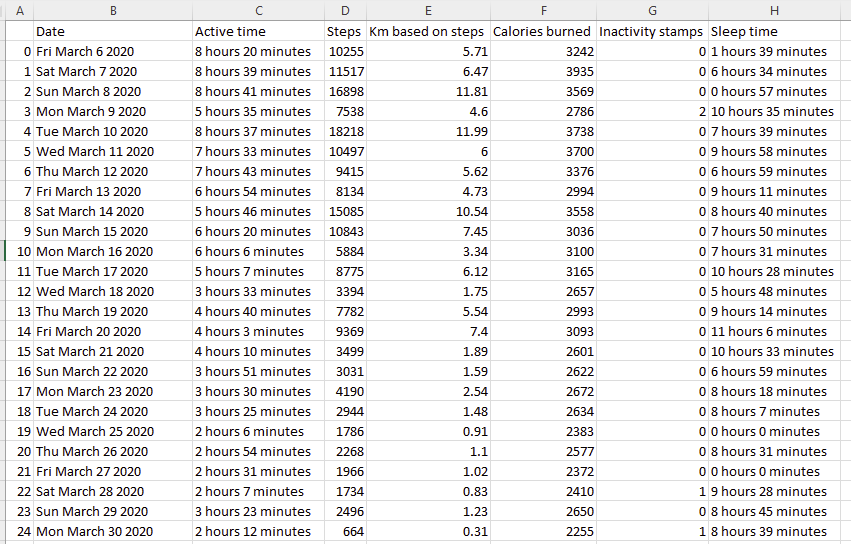 A B C D E F G H
Date Active time Steps Km based on steps Calories burned Inactivity stamps Sleep time
0 Fri March 6 2020 8 hours 20 minutes 10255 5.71 3242 0 1 hours 39 minutes
1 Sat March 7 2020 8 hours 39 minutes 11517 6.47 3935 0 6 hours 34 minutes
2 Sun March 8 2020 8 hours 41 minutes 16898 11.81 3569 0 0 hours 57 minutes
3 Mon March 9 2020 5 hours 35 minutes 7538 4.6 2786 2 10 hours 35 minutes
4 Tue March 10 2020 8 hours 37 minutes 18218 11.99 3738 0 7 hours 39 minutes
5 Wed March 11 2020 7 hours 33 minutes 10497 6 3700 0 9 hours 58 minutes
6 Thu March 12 2020 7 hours 43 minutes 9415 5.62 3376 0 6 hours 59 minutes
7 Fri March 13 2020 6 hours 54 minutes 8134 4.73 2994 0 9 hours 11 minutes
8 Sat March 14 2020 5 hours 46 minutes 15085 10.54 3558 0 8 hours 40 minutes
9 Sun March 15 2020 6 hours 20 minutes 10843 7.45 3036 0 7 hours 50 minutes
10 Mon March 16 2020 6 hours 6 minutes 5884 3.34 3100 0 7 hours 31 minutes
11 Tue March 17 2020 5 hours 7 minutes 8775 6.12 3165 0 10 hours 28 minutes
12 Wed March 18 2020 3 hours 33 minutes 3394 1.75 2657 0 5 hours 48 minutes
13 Thu March 19 2020 4 hours 40 minutes 7782 5.54 2993 0 9 hours 14 minutes
14 Fri March 20 2020 4 hours 3 minutes 9369 7.4 3093 0 11 hours 6 minutes
15 Sat March 21 2020 4 hours 10 minutes 3499 1.89 2601 0 10 hours 33 minutes
16 Sun March 22 2020 3 hours 51 minutes 3031 1.59 2622 0 6 hours 59 minutes
17 Mon March 23 2020 3 hours 30 minutes 4190 2.54 2672 0 8 hours 18 minutes
18 Tue March 24 2020 3 hours 25 minutes 2944 1.48 2634 0 8 hours 7 minutes
19 Wed March 25 2020 2 hours 6 minutes 1786 0.91 2383 0 0 hours 0 minutes
20 Thu March 26 2020 2 hours 54 minutes 2268 1.1 2577 0 8 hours 31 minutes
21 Fri March 27 2020 2 hours 31 minutes 1966 1.02 2372 0 0 hours 0 minutes
22 Sat March 28 2020 2 hours 7 minutes 1734 0.83 2410 1 9 hours 28 minutes
23 Sun March 29 2020 3 hours 23 minutes 2496 1.23 2650 0 8 hours 45 minutes
24 Mon March 30 2020 2 hours 12 minutes 664 0.31 2255 1 8 hours 39 minutes